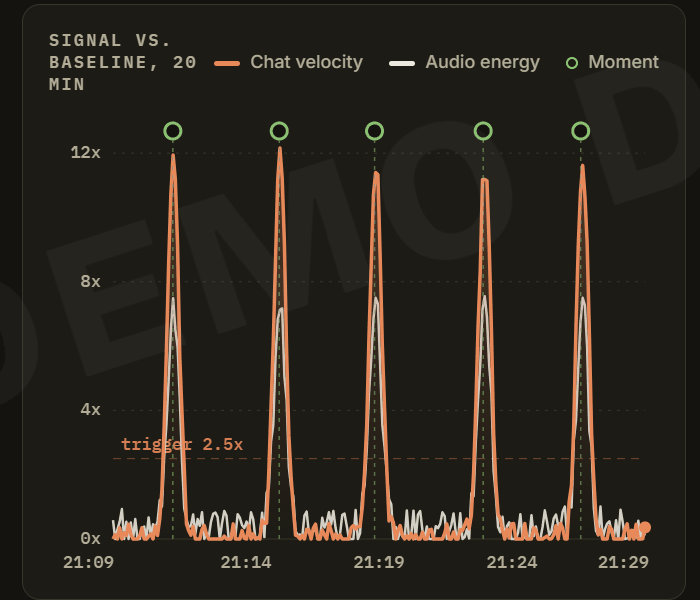 SIGNAL VS.
BASELINE, 20
MIN
Chat velocity
Audio energy
Moment
12x
8x
4x
trigger 2.5x
0x
21:09
21:14
21:19
21:24
21:29
DEMO D